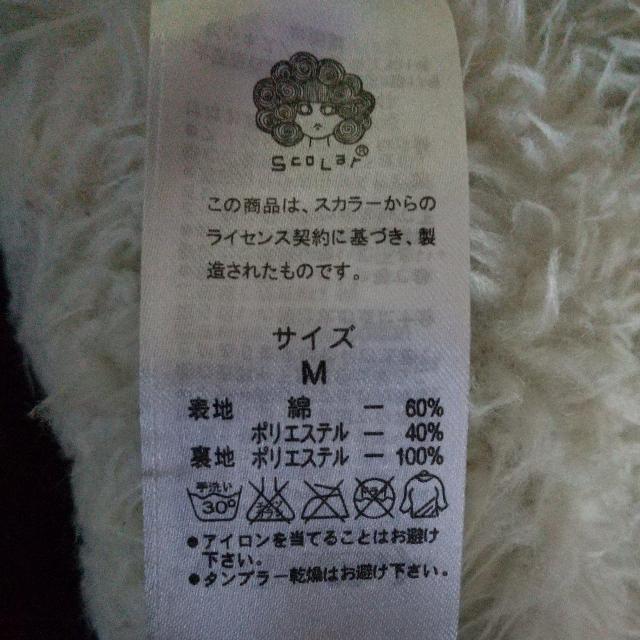 ScoLar
この商品は、スカラーからの
ライセンス契約に基づき、製
造されたものです。
サイズ
M
表地 綿 ー 60%
ポリエステル ー 40%
裏地 ポリエステル ー 100%
手洗い
30
●アイロンを当てることはお避け
下さい。
●タンブラー乾燥はお避け下さい。